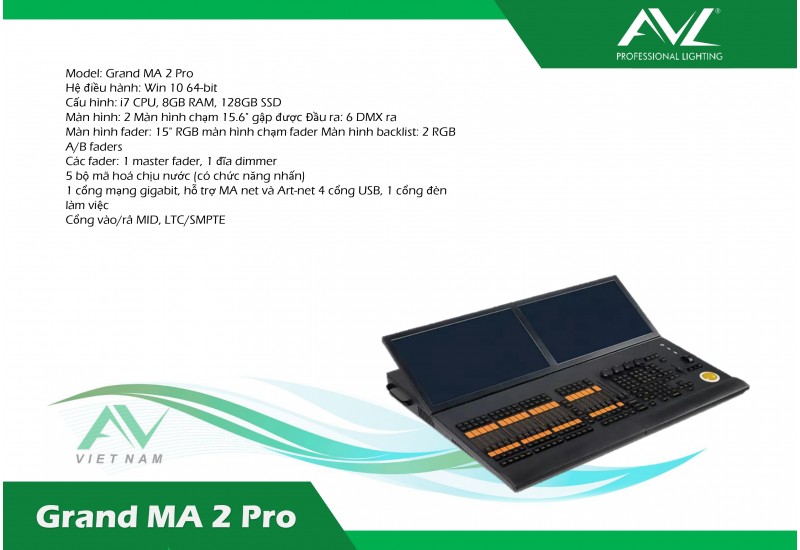 AVL®
PROFESSIONAL LIGHTING
Model: Grand MA 2 Pro
Hệ điều hành: Win 10 64-bit
Cấu hình: i7 CPU, 8GB RAM, 128GB SSD
Màn hình: 2 Màn hình chạm 15.6" gập được Đầu ra: 6 DMX ra
Màn hình fader: 15" RGB màn hình chạm fader Màn hình backlist: 2 RGB
A/B faders
Các fader: 1 master fader, 1 đĩa dimmer
5 bộ mã hoá chịu nước (có chức năng nhấn)
1 cổng mạng gigabit, hỗ trợ MA net và Art-net 4 cổng USB, 1 cổng đèn
làm việc
Cổng vào/râ MID, LTC/SMPTE
AV
VIET NAM
Grand MA 2 Pro